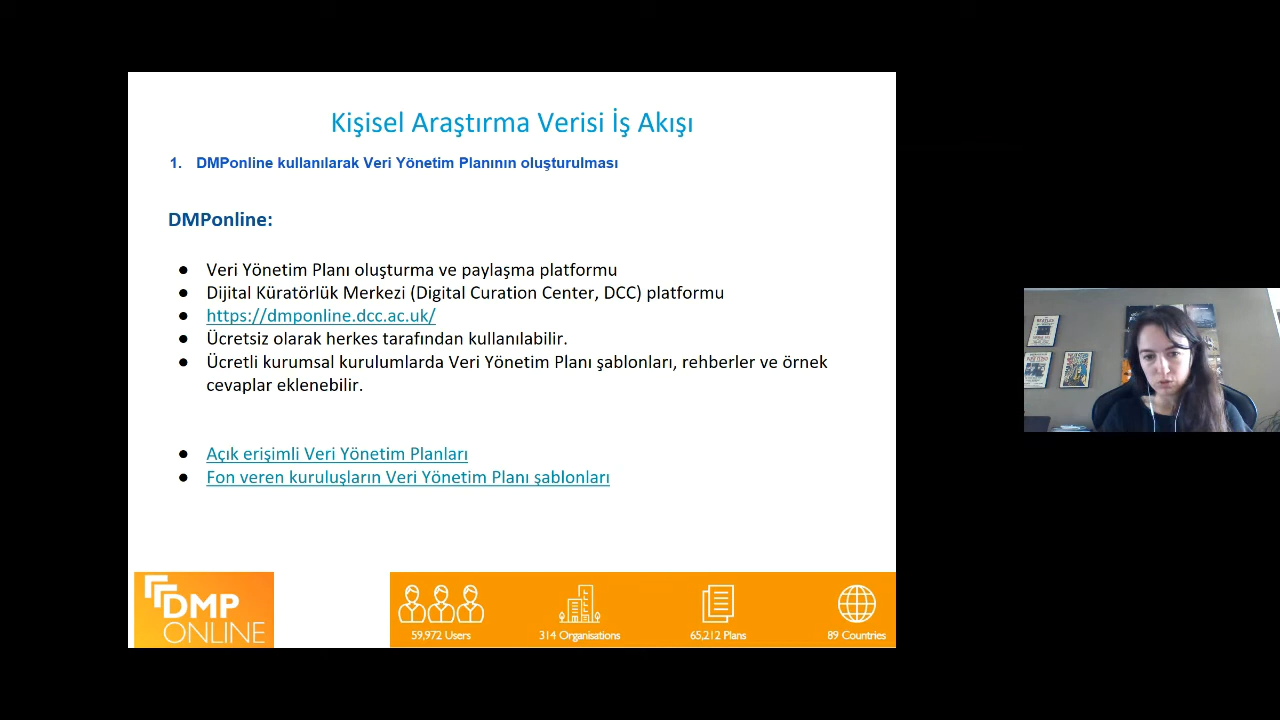 Kişisel Araştırma Verisi İş Akışı
1. DMPonline kullanılarak Veri Yönetim Planının oluşturulması
DMPonline:
● Veri Yönetim Planı oluşturma ve paylaşma platformu
● Dijital Küratörlük Merkezi (Digital Curation Center, DCC) platformu
● https://dmponline.dcc.ac.uk/
● Ücretsiz olarak herkes tarafından kullanılabilir.
● Ücretli kurumsal kurulumlarda Veri Yönetim Planı şablonları, rehberler ve örnek
cevaplar eklenebilir.
● Açık erişimli Veri Yönetim Planları
● Fon veren kuruluşların Veri Yönetim Planı şablonları
DMP
ONLINE
59,972 Users
314 Organisations
65,212 Plans
89 Countries